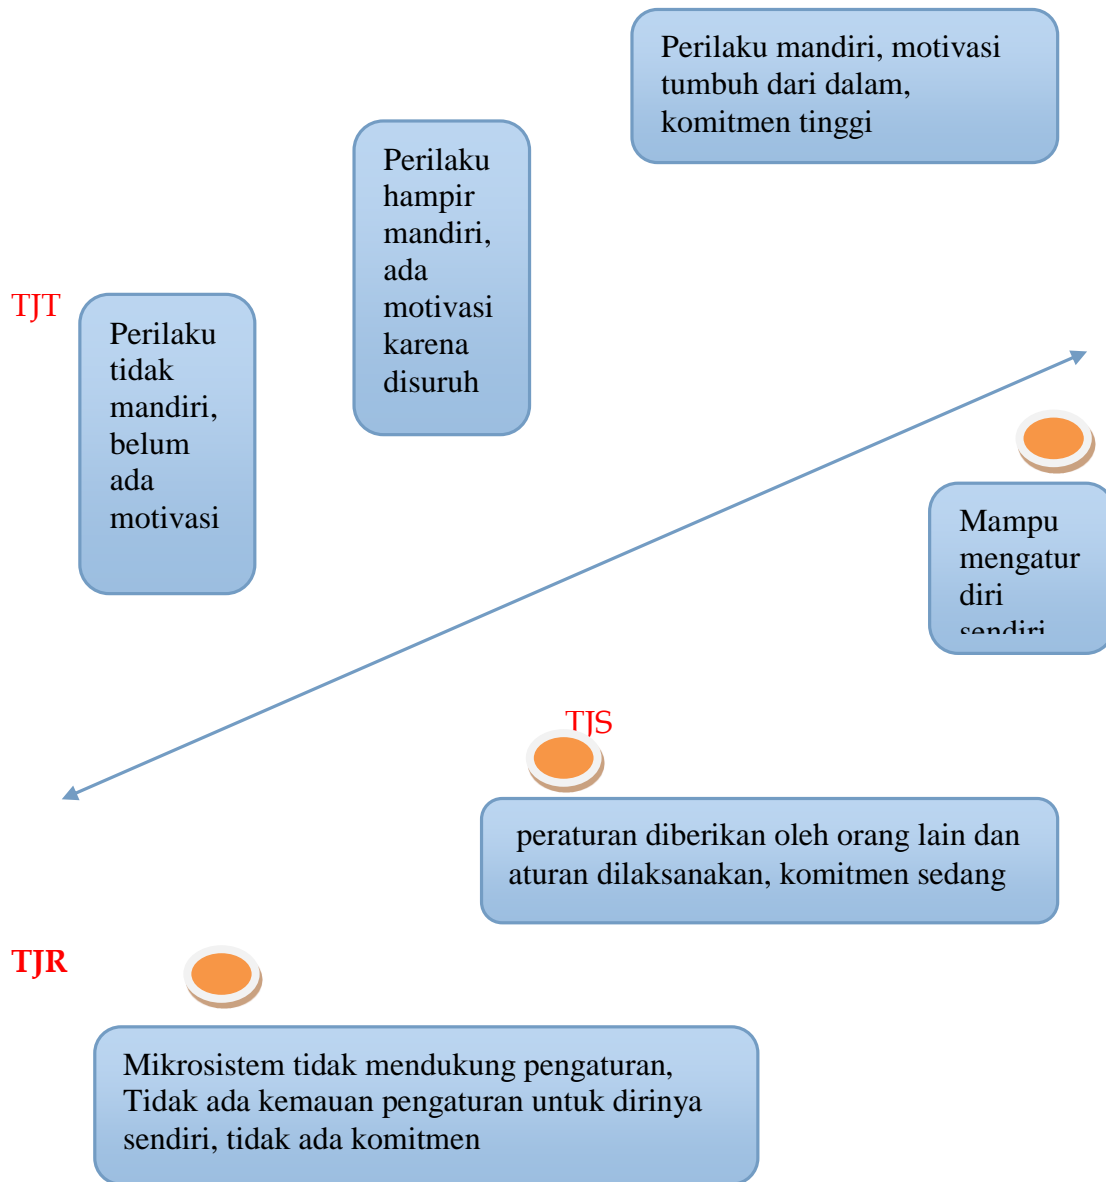 Perilaku mandiri, motivasi
tumbuh dari dalam,
komitmen tinggi
Perilaku
hampir
mandiri,
ada
motivasi
karena
disuruh
TJT
Perilaku
tidak
mandiri,
belum
ada
motivasi
Mampu
mengatur
diri
sendiri
TJS
peraturan diberikan oleh orang lain dan
aturan dilaksanakan, komitmen sedang
TJR
Mikrosistem tidak mendukung pengaturan,
Tidak ada kemauan pengaturan untuk dirinya
sendiri, tidak ada komitmen